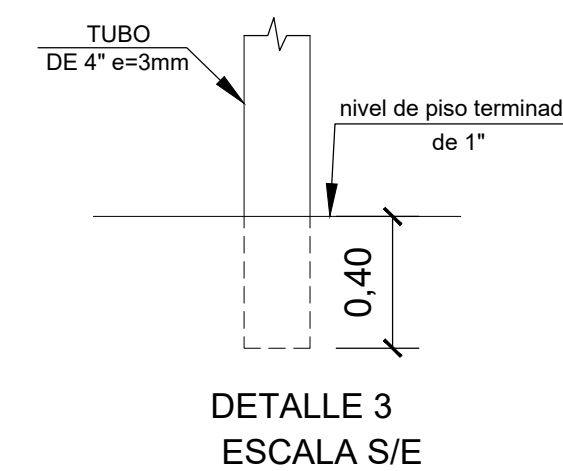 TUBO
DE 4" e=3mm
nivel de piso terminad
de 1"
0,40
DETALLE 3
ESCALA S/E